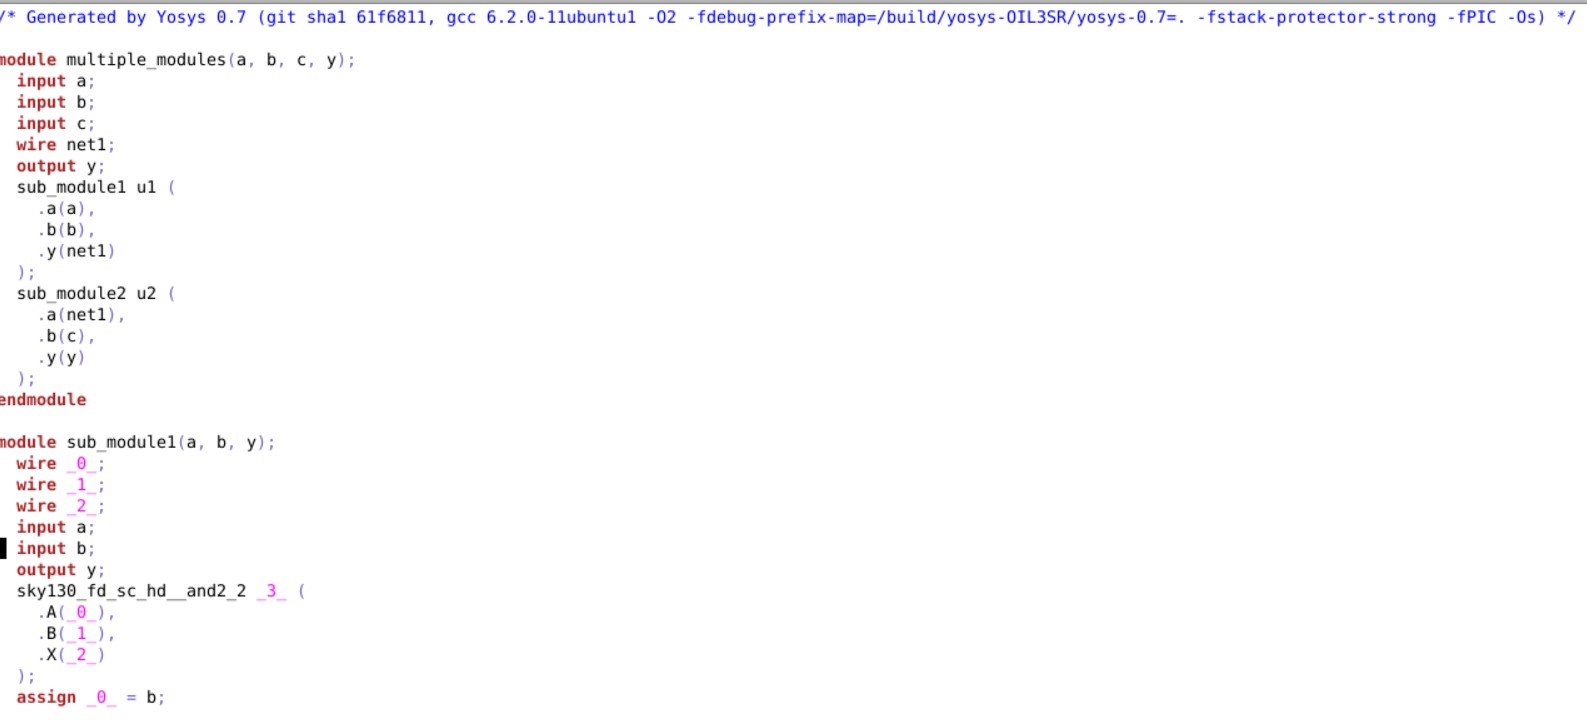 /* Generated by Yosys 0.7 (git sha1 61f6811, gcc 6.2.0-11ubuntu1 -O2 -fdebug-prefix-map=/build/yosys-OIL3SR/yosys-0.7=. -fstack-protector-strong -fPIC -Os) */
module multiple_modules(a, b, c, y);
  input a;
  input b;
  input c;
  wire net1;
  output y;
  sub_module1 u1 (
    .a(a),
    .b(b),
    .y(net1)
  );
  sub_module2 u2 (
    .a(net1),
    .b(c),
    .y(y)
  );
endmodule
module sub_module1(a, b, y);
  wire _0_;
  wire _1_;
  wire _2_;
  input a;
  input b;
  output y;
  sky130_fd_sc_hd__and2_2 _3_ (
    .A(_0_),
    .B(_1_),
    .X(_2_)
  );
  assign _0_ = b;